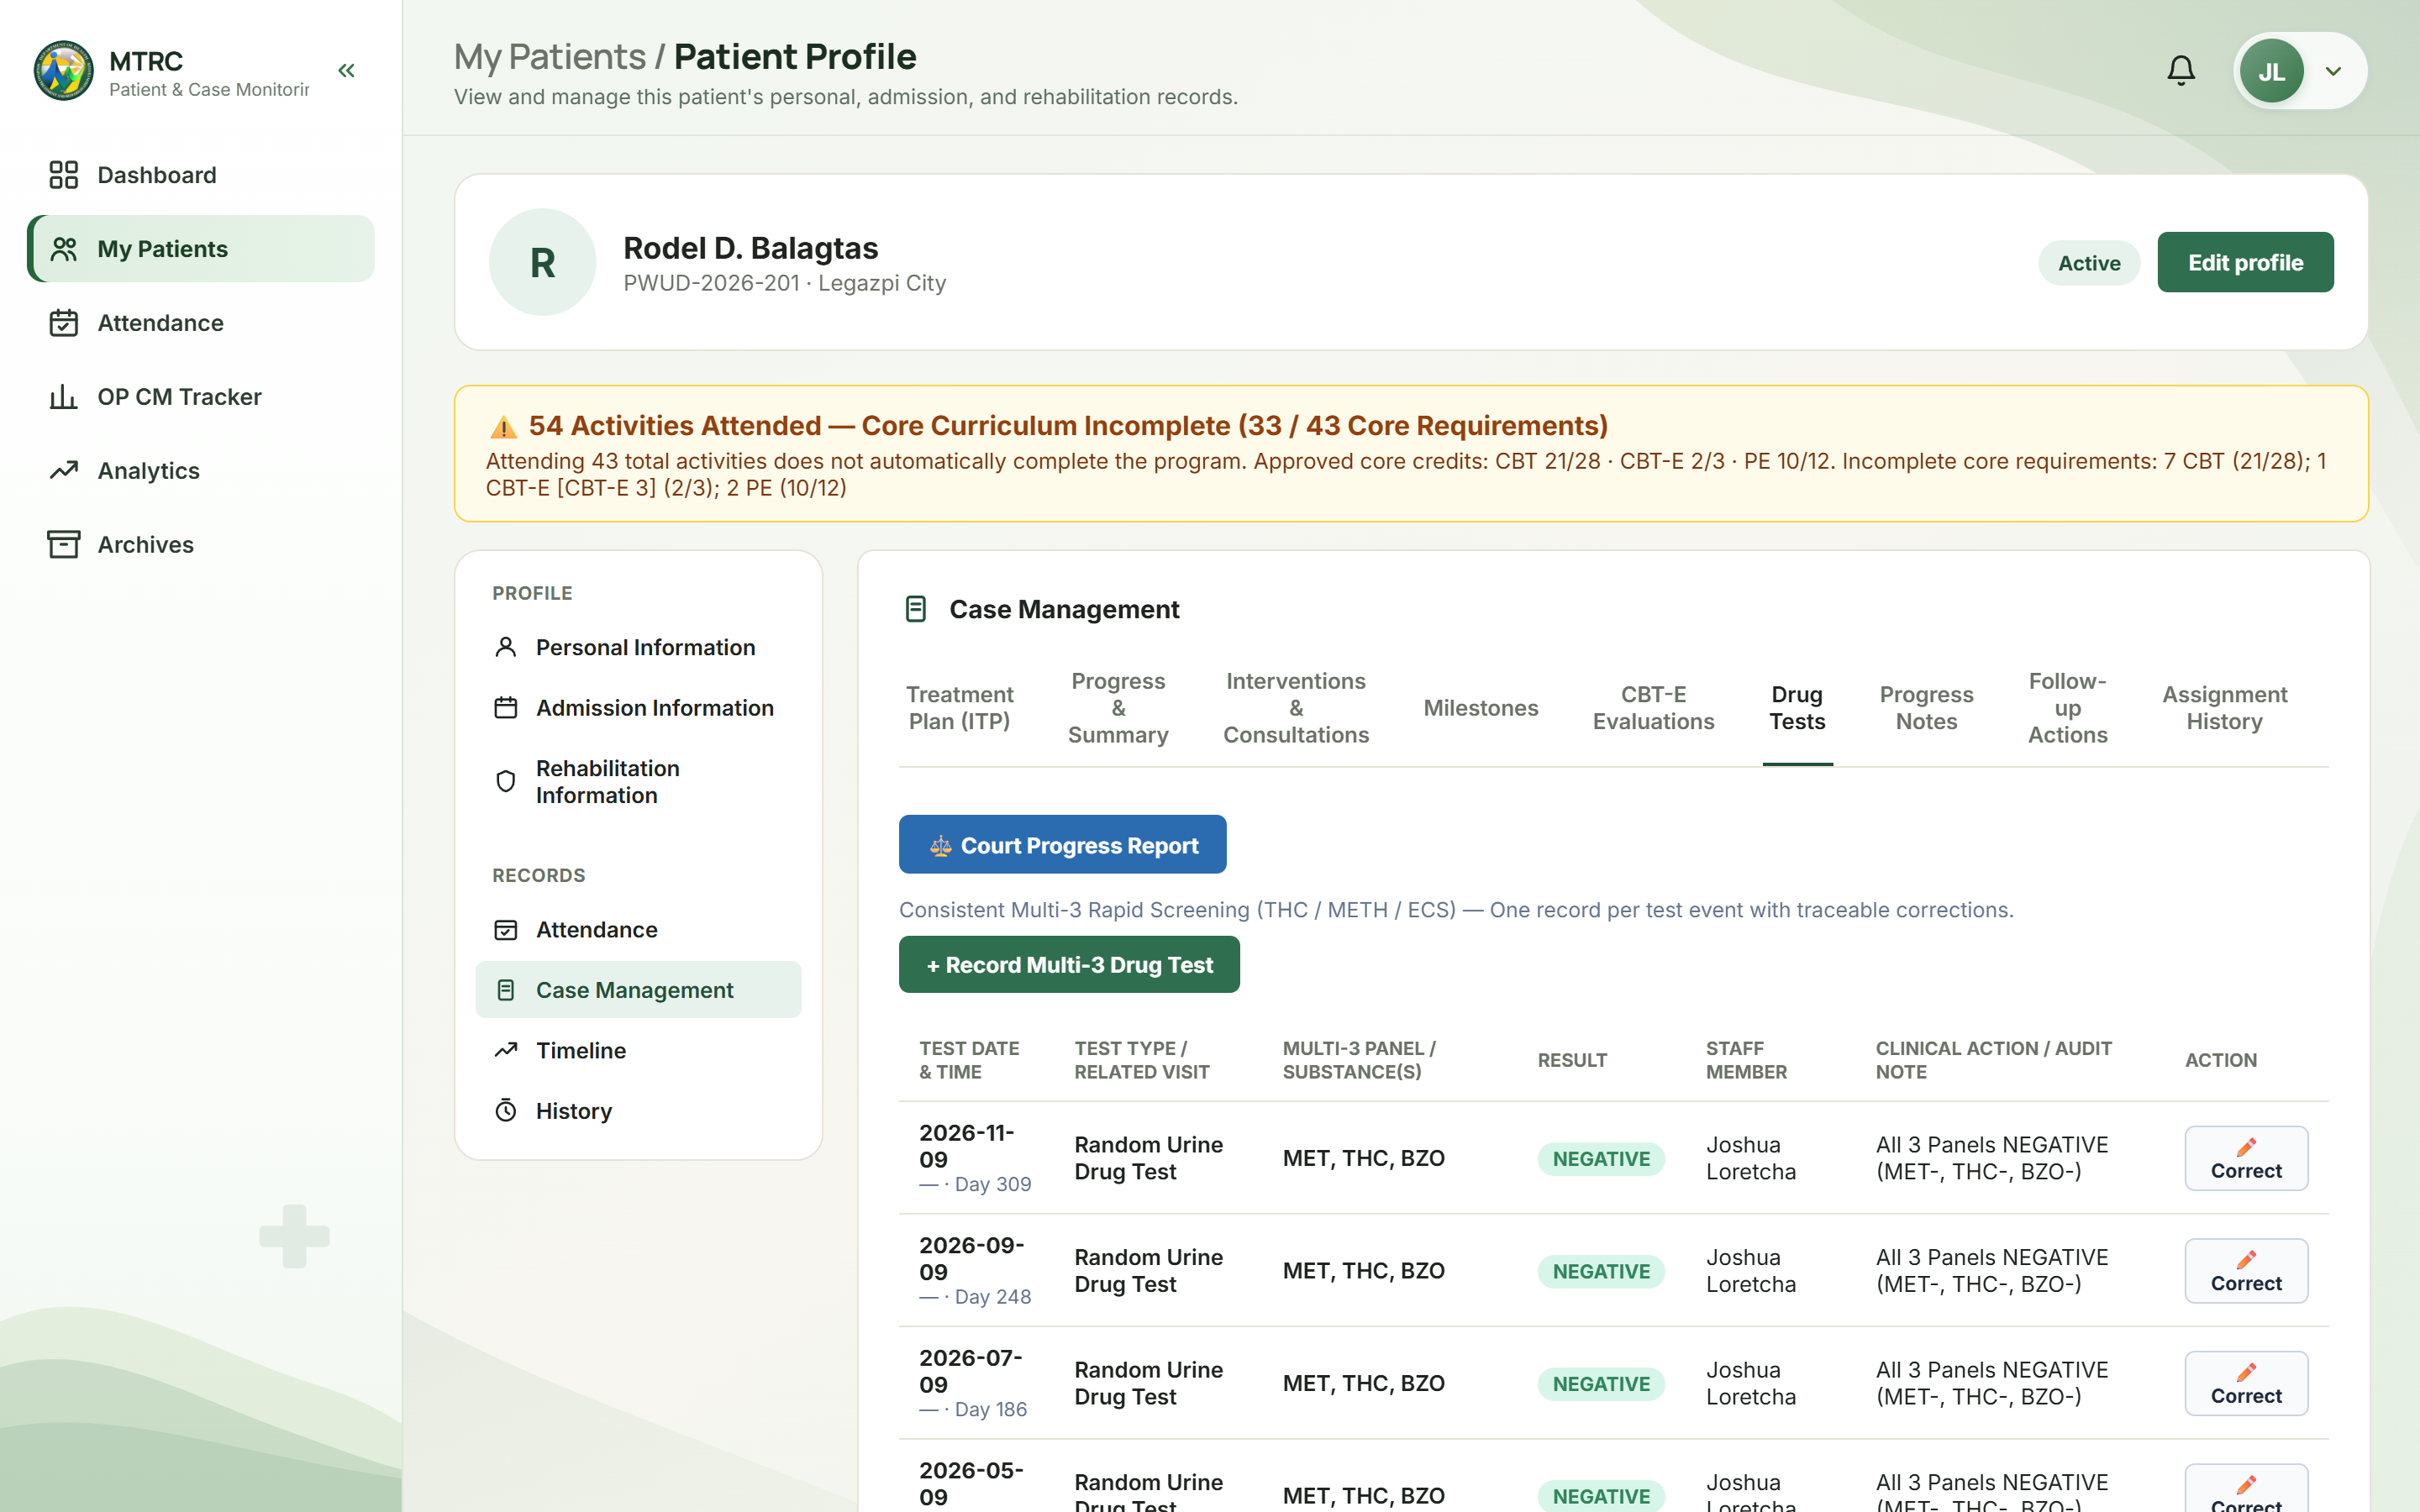 MTRC
Patient & Case Monitorir
Dashboard
My Patients
Attendance
OP CM Tracker
Analytics
Archives
My Patients / Patient Profile
View and manage this patient's personal, admission, and rehabilitation records.
JL
R
Rodel D. Balagtas
PWUD-2026-201 · Legazpi City
Active
Edit profile
⚠️ 54 Activities Attended — Core Curriculum Incomplete (33 / 43 Core Requirements)
Attending 43 total activities does not automatically complete the program. Approved core credits: CBT 21/28 · CBT-E 2/3 · PE 10/12. Incomplete core requirements: 7 CBT (21/28); 1
CBT-E [CBT-E 3] (2/3); 2 PE (10/12)
PROFILE
Personal Information
Admission Information
Rehabilitation
Information
RECORDS
Attendance
Case Management
Timeline
History
Case Management
Treatment
Plan (ITP)
Progress
&
Summary
Interventions
&
Consultations
Milestones
CBT-E
Evaluations
Drug
Tests
Progress
Notes
Follow-
up
Actions
Assignment
History
Court Progress Report
Consistent Multi-3 Rapid Screening (THC / METH / ECS) — One record per test event with traceable corrections.
+ Record Multi-3 Drug Test
TEST DATE
& TIME
TEST TYPE /
RELATED VISIT
MULTI-3 PANEL /
SUBSTANCE(S)
RESULT
STAFF
MEMBER
CLINICAL ACTION / AUDIT
NOTE
ACTION
2026-11-
09
— · Day 309
Random Urine
Drug Test
MET, THC, BZO
NEGATIVE
Joshua
Loretcha
All 3 Panels NEGATIVE
(MET-, THC-, BZO-)
Correct
2026-09-
09
— · Day 248
Random Urine
Drug Test
MET, THC, BZO
NEGATIVE
Joshua
Loretcha
All 3 Panels NEGATIVE
(MET-, THC-, BZO-)
Correct
2026-07-
09
— · Day 186
Random Urine
Drug Test
MET, THC, BZO
NEGATIVE
Joshua
Loretcha
All 3 Panels NEGATIVE
(MET-, THC-, BZO-)
Correct
2026-05-
09
Random Urine
Drug Test
MET, THC, BZO
NEGATIVE
Joshua
Loretcha
All 3 Panels NEGATIVE
(MET-, THC-, BZO-)
Correct